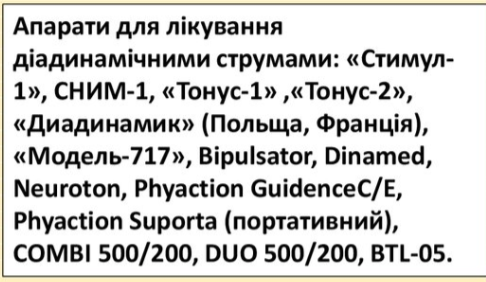 Апарати для лікування
діадинамічними струмами: «Стимул-
1», СНИМ-1, «Тонус-1» ,«Тонус-2»,
«Диадинамик» (Польща, Франція),
«Модель-717», Bipulsator, Dinamed,
Neuroton, Phyaction GuidenceC/E,
Phyaction Suporta (портативний),
COMBI 500/200, DUO 500/200, BTL-05.